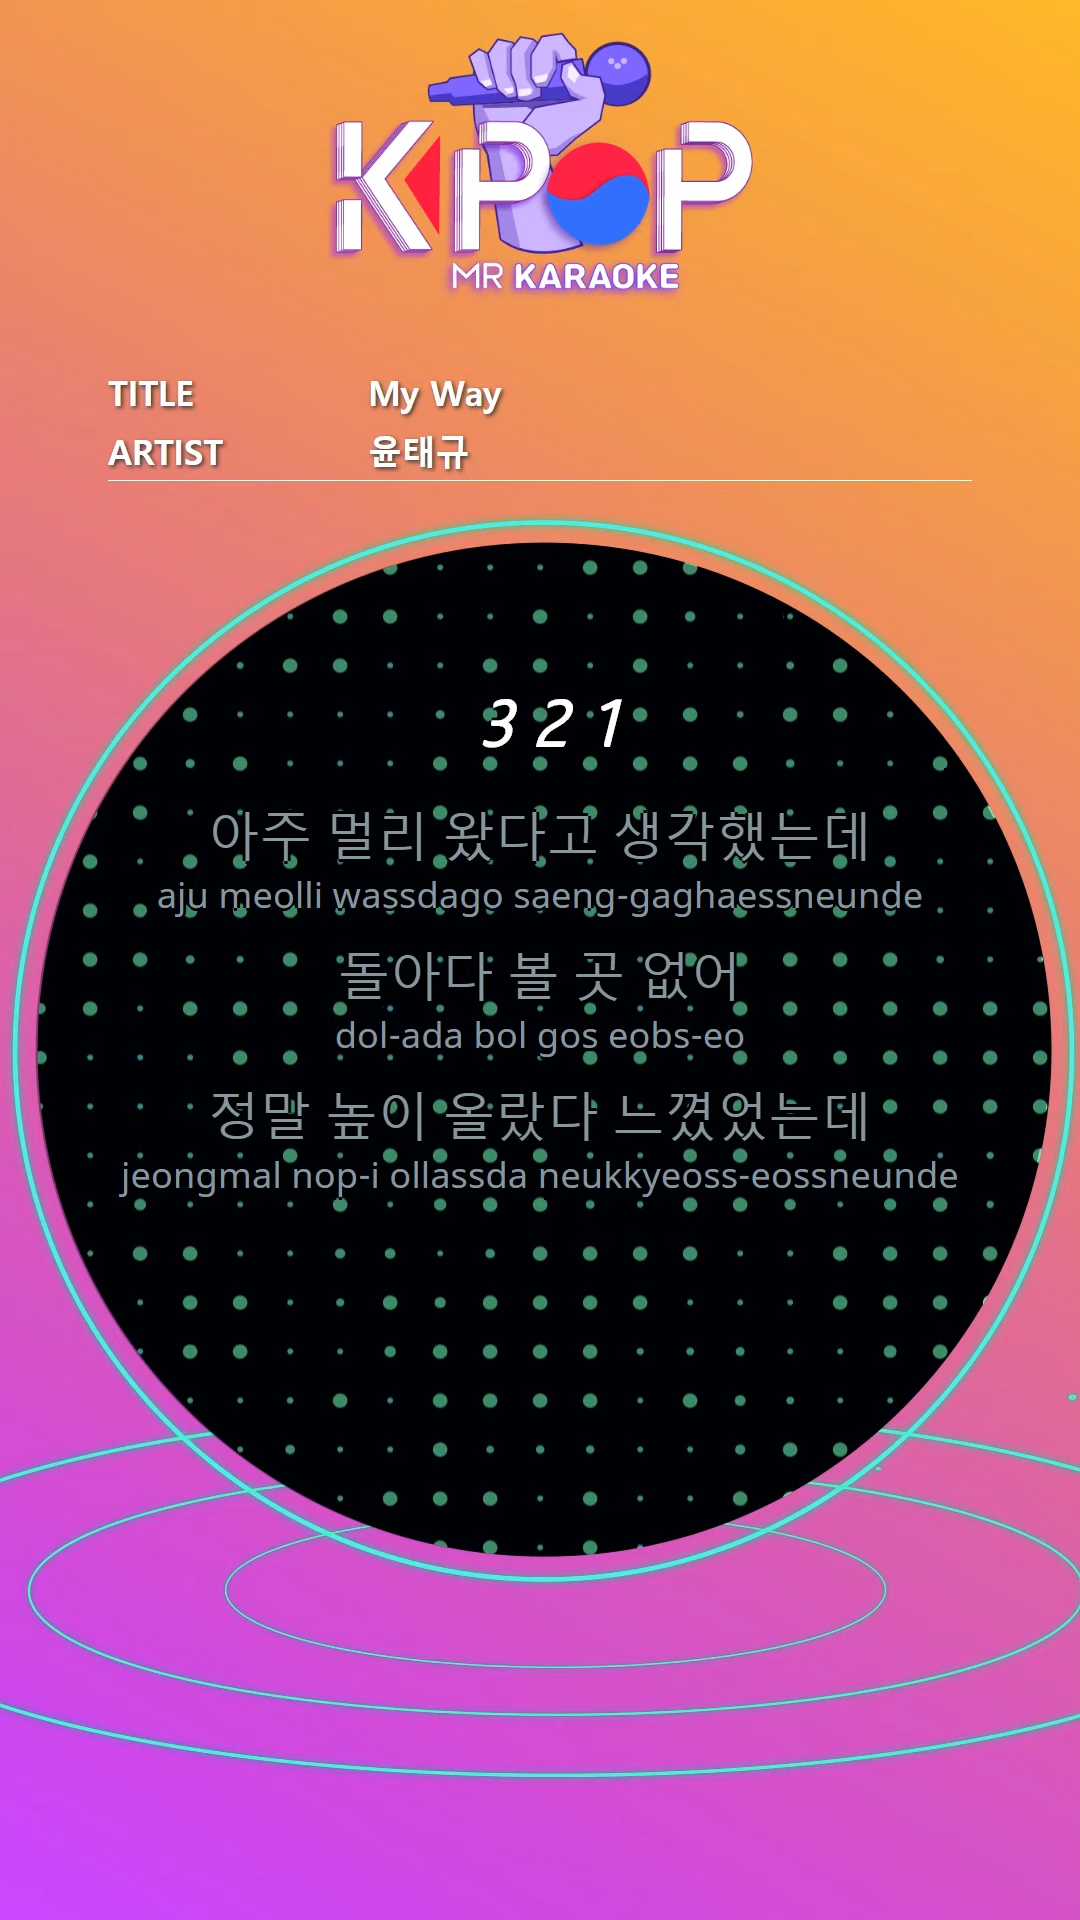 KPOP
MR KARAOKE
TITLE My Way
ARTIST 윤태규
3 2 1
아주 멀리 왔다고 생각했는데
aju meolli wassdago saeng-gaghaessneunde
돌아다 볼 곳 없어
dol-ada bol gos eobs-eo
정말 높이 올랐다 느꼈었는데
jeongmal nop-i ollassda neukkyeoss-eossneunde